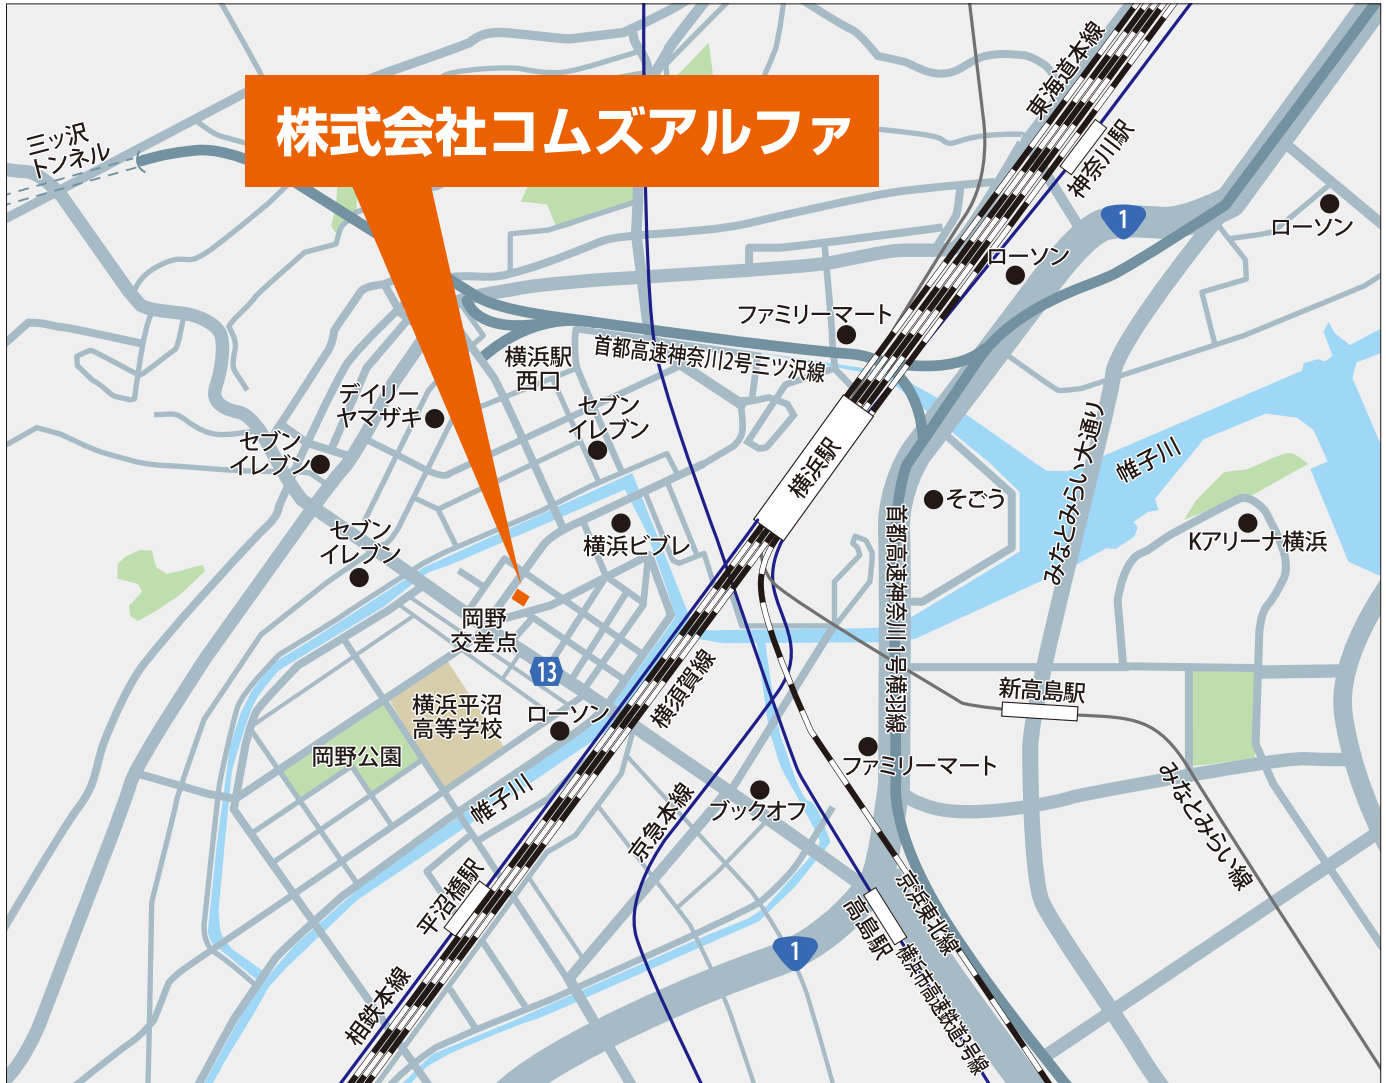 株式会社コムズアルファ
三ッ沢
トンネル
東海道本線
神奈川駅
1
ローソン
ローソン
ファミリーマート
首都高速神奈川2号三ツ沢線
横浜駅
西口
デイリー
ヤマザキ
セブン
イレブン
セブン
イレブン
セブン
イレブン
横浜駅
そごう
みなとみらい大通り
帷子川
Kアリーナ横浜
横浜ビブレ
首都高速神奈川1号横羽線
岡野
交差点
13
横浜平沼
高等学校
岡野公園
ローソン
横須賀線
新高島駅
ファミリーマート
みなとみらい線
帷子川
京急本線
ブックオフ
平沼橋駅
高島駅
京浜東北線
横浜市高速鉄道3号線
1
相鉄本線